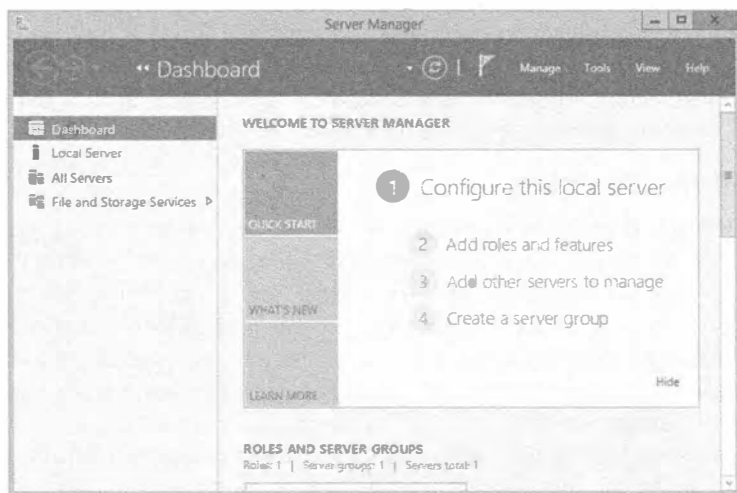 Server Manager
Dashboard
Manage Tools View Help
Dashboard
Local Server
All Servers
File and Storage Services
WELCOME TO SERVER MANAGER
QUICK START
WHAT'S NEW
LEARN MORE
1 Configure this local server
2 Add roles and features
3 Add other servers to manage
4 Create a server group
Hide
ROLES AND SERVER GROUPS
Roles: 1 | Server groups: 1 | Servers total: 1